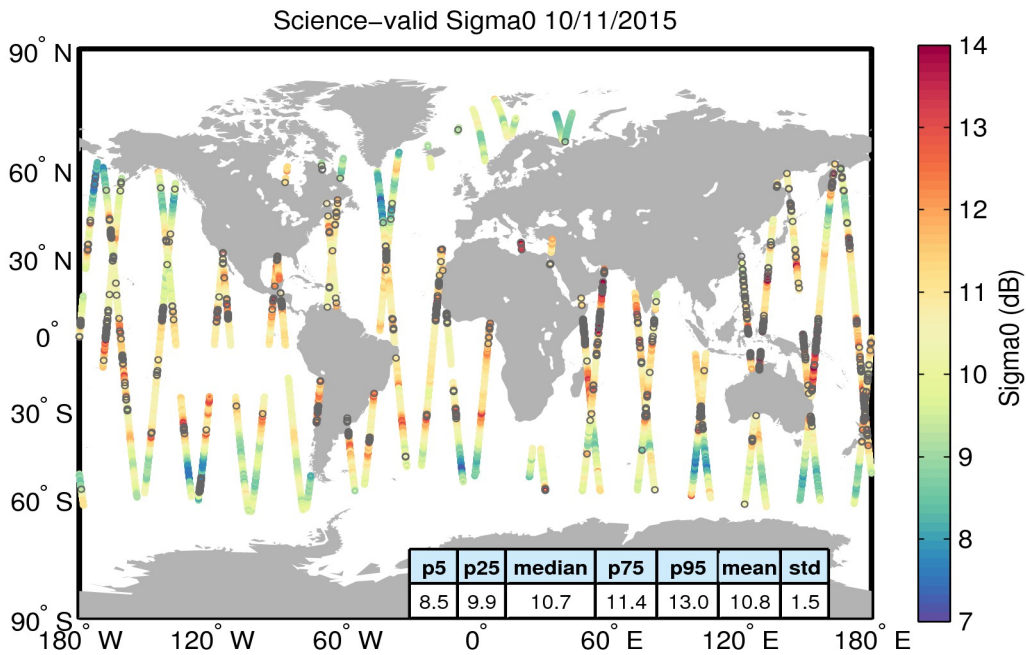 Science−valid Sigma0 10/11/2015
90° N
60° N
30° N
0°
30° S
60° S
90° S
180° W
120° W
60° W
0°
60° E
120° E
180° E
p5 p25 median p75 p95 mean std
8.5 9.9 10.7 11.4 13.0 10.8 1.5
14
13
12
11
10
9
8
7
Sigma0 (dB)